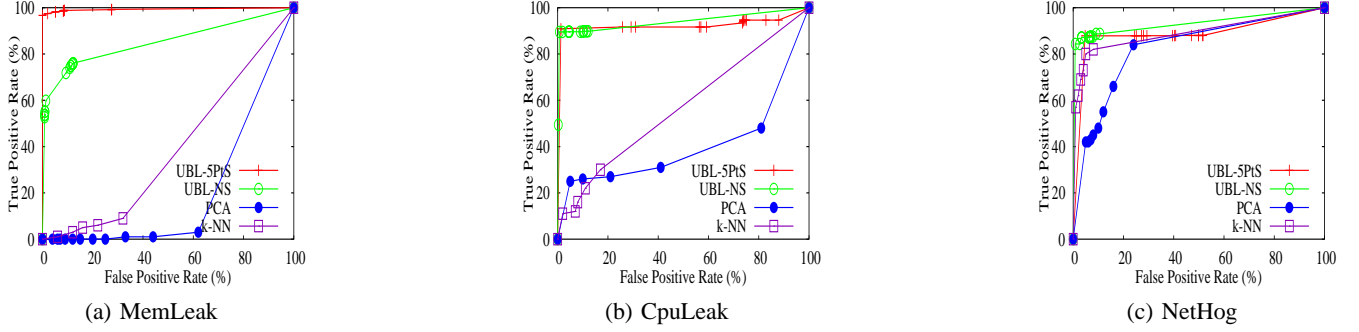 True Positive Rate (%)
100
80
60
40
20
0
UBL-5PtS
UBL-NS
PCA
k-NN
0 20 40 60 80 100
False Positive Rate (%)
(a) MemLeak
True Positive Rate (%)
100
80
60
40
20
0
UBL-5PtS
UBL-NS
PCA
k-NN
0 20 40 60 80 100
False Positive Rate (%)
(b) CpuLeak
True Positive Rate (%)
100
80
60
40
20
0
UBL-5PtS
UBL-NS
PCA
k-NN
0 20 40 60 80 100
False Positive Rate (%)
(c) NetHog